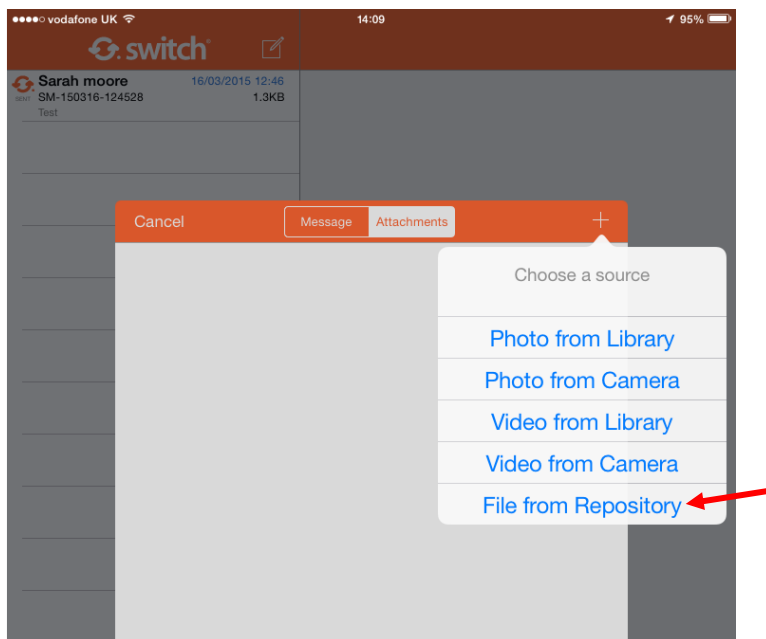 vodafone UK 14:09 95%
switch
Sarah moore 16/03/2015 12:46
SENT SM-150316-124528 1.3KB
Test
Cancel Message Attachments +
Choose a source
Photo from Library
Photo from Camera
Video from Library
Video from Camera
File from Repository